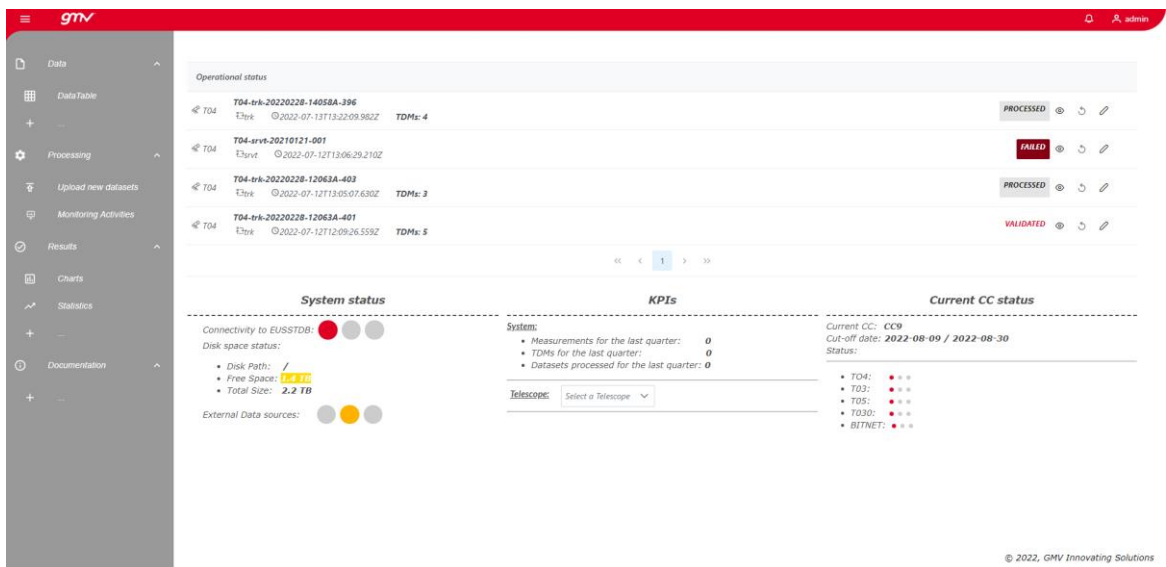 gmv
admin
Data
DataTable
...
Processing
Upload new datasets
Monitoring Activities
Results
Charts
Statistics
...
Documentation
...
Operational status
T04 T04-trk-20220228-14058A-396 PROCESSED
trk 2022-07-13T13:22:09.982Z TDMs: 4
T04 T04-srvt-20210121-001 FAILED
srvt 2022-07-12T13:06:29.210Z
T04 T04-trk-20220228-12063A-403 PROCESSED
trk 2022-07-12T13:05:07.630Z TDMs: 3
T04 T04-trk-20220228-12063A-401 VALIDATED
trk 2022-07-12T12:09:26.559Z TDMs: 5
<< < 1 > >>
System status
Connectivity to EUSSTDB:
Disk space status:
• Disk Path: /
• Free Space: 1.4 TB
• Total Size: 2.2 TB
External Data sources:
KPIs
System:
• Measurements for the last quarter: 0
• TDMs for the last quarter: 0
• Datasets processed for the last quarter: 0
Telescope: Select a Telescope
Current CC status
Current CC: CC9
Cut-off date: 2022-08-09 / 2022-08-30
Status:
• TO4:
• T03:
• T05:
• T030:
• BITNET:
© 2022, GMV Innovating Solutions